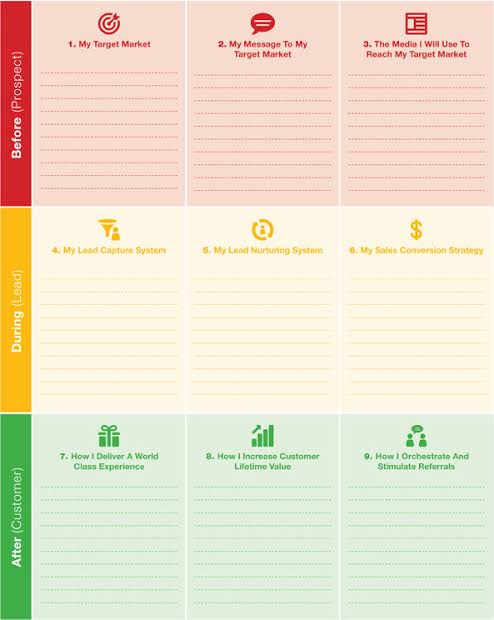 Before (Prospect)
1. My Target Market
2. My Message To My
Target Market
3. The Media I Will Use To
Reach My Target Market
During (Lead)
4. My Lead Capture System
5. My Lead Nurturing System
6. My Sales Conversion Strategy
After (Customer)
7. How I Deliver A World
Class Experience
8. How I Increase Customer
Lifetime Value
9. How I Orchestrate And
Stimulate Referrals